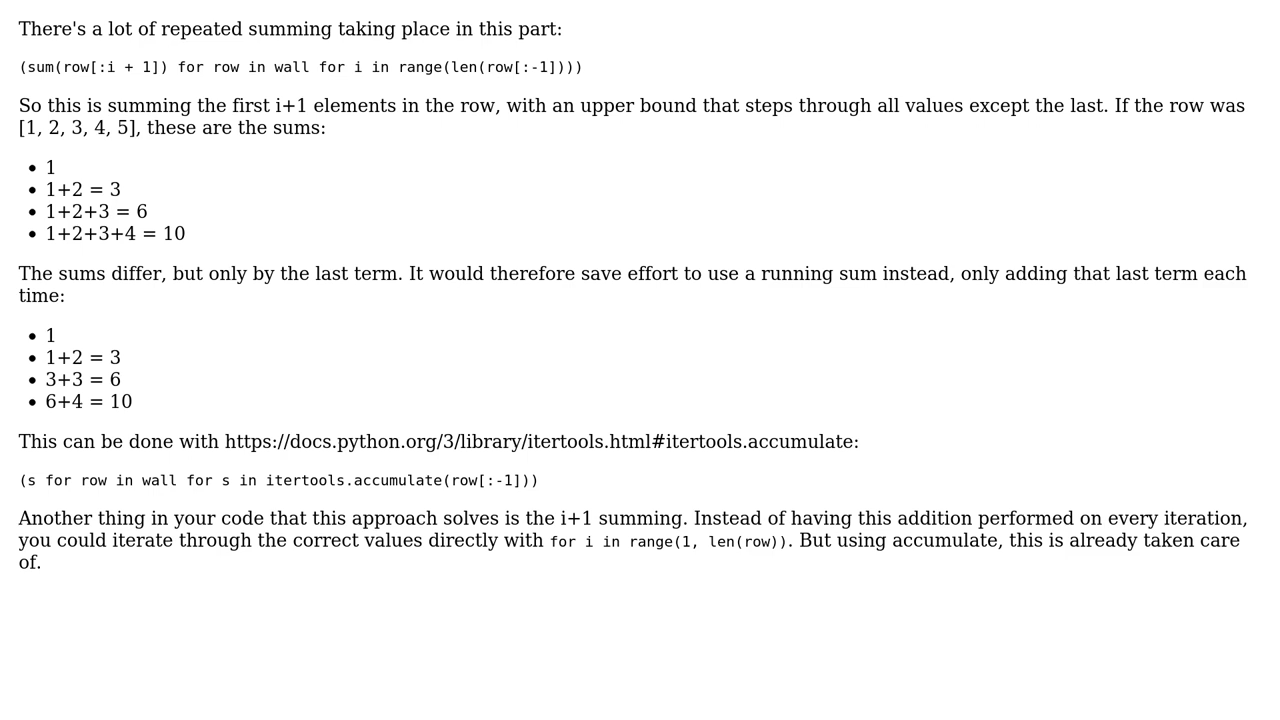 There's a lot of repeated summing taking place in this part:
(sum(row[:i + 1]) for row in wall for i in range(len(row[:-1])))
So this is summing the first i+1 elements in the row, with an upper bound that steps through all values except the last. If the row was
[1, 2, 3, 4, 5], these are the sums:
• 1
• 1+2 = 3
• 1+2+3 = 6
• 1+2+3+4 = 10
The sums differ, but only by the last term. It would therefore save effort to use a running sum instead, only adding that last term each
time:
• 1
• 1+2 = 3
• 3+3 = 6
• 6+4 = 10
This can be done with https://docs.python.org/3/library/itertools.html#itertools.accumulate:
(s for row in wall for s in itertools.accumulate(row[:-1]))
Another thing in your code that this approach solves is the i+1 summing. Instead of having this addition performed on every iteration,
you could iterate through the correct values directly with for i in range(1, len(row)). But using accumulate, this is already taken care
of.